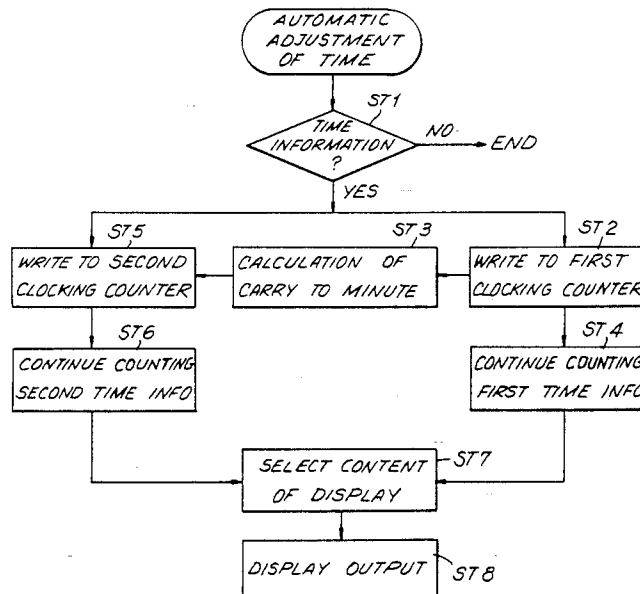 AUTOMATIC
ADJUSTMENT
OF TIME
ST1
TIME
INFORMATION
?
NO
END
YES
ST5
WRITE TO SECOND
CLOCKING COUNTER
ST3
CALCULATION OF
CARRY TO MINUTE
ST2
WRITE TO FIRST
CLOCKING COUNTER
ST6
CONTINUE COUNTING
SECOND TIME INFO
ST4
CONTINUE COUNTING
FIRST TIME INFO
SELECT CONTENT
OF DISPLAY
ST7
DISPLAY OUTPUT
ST8